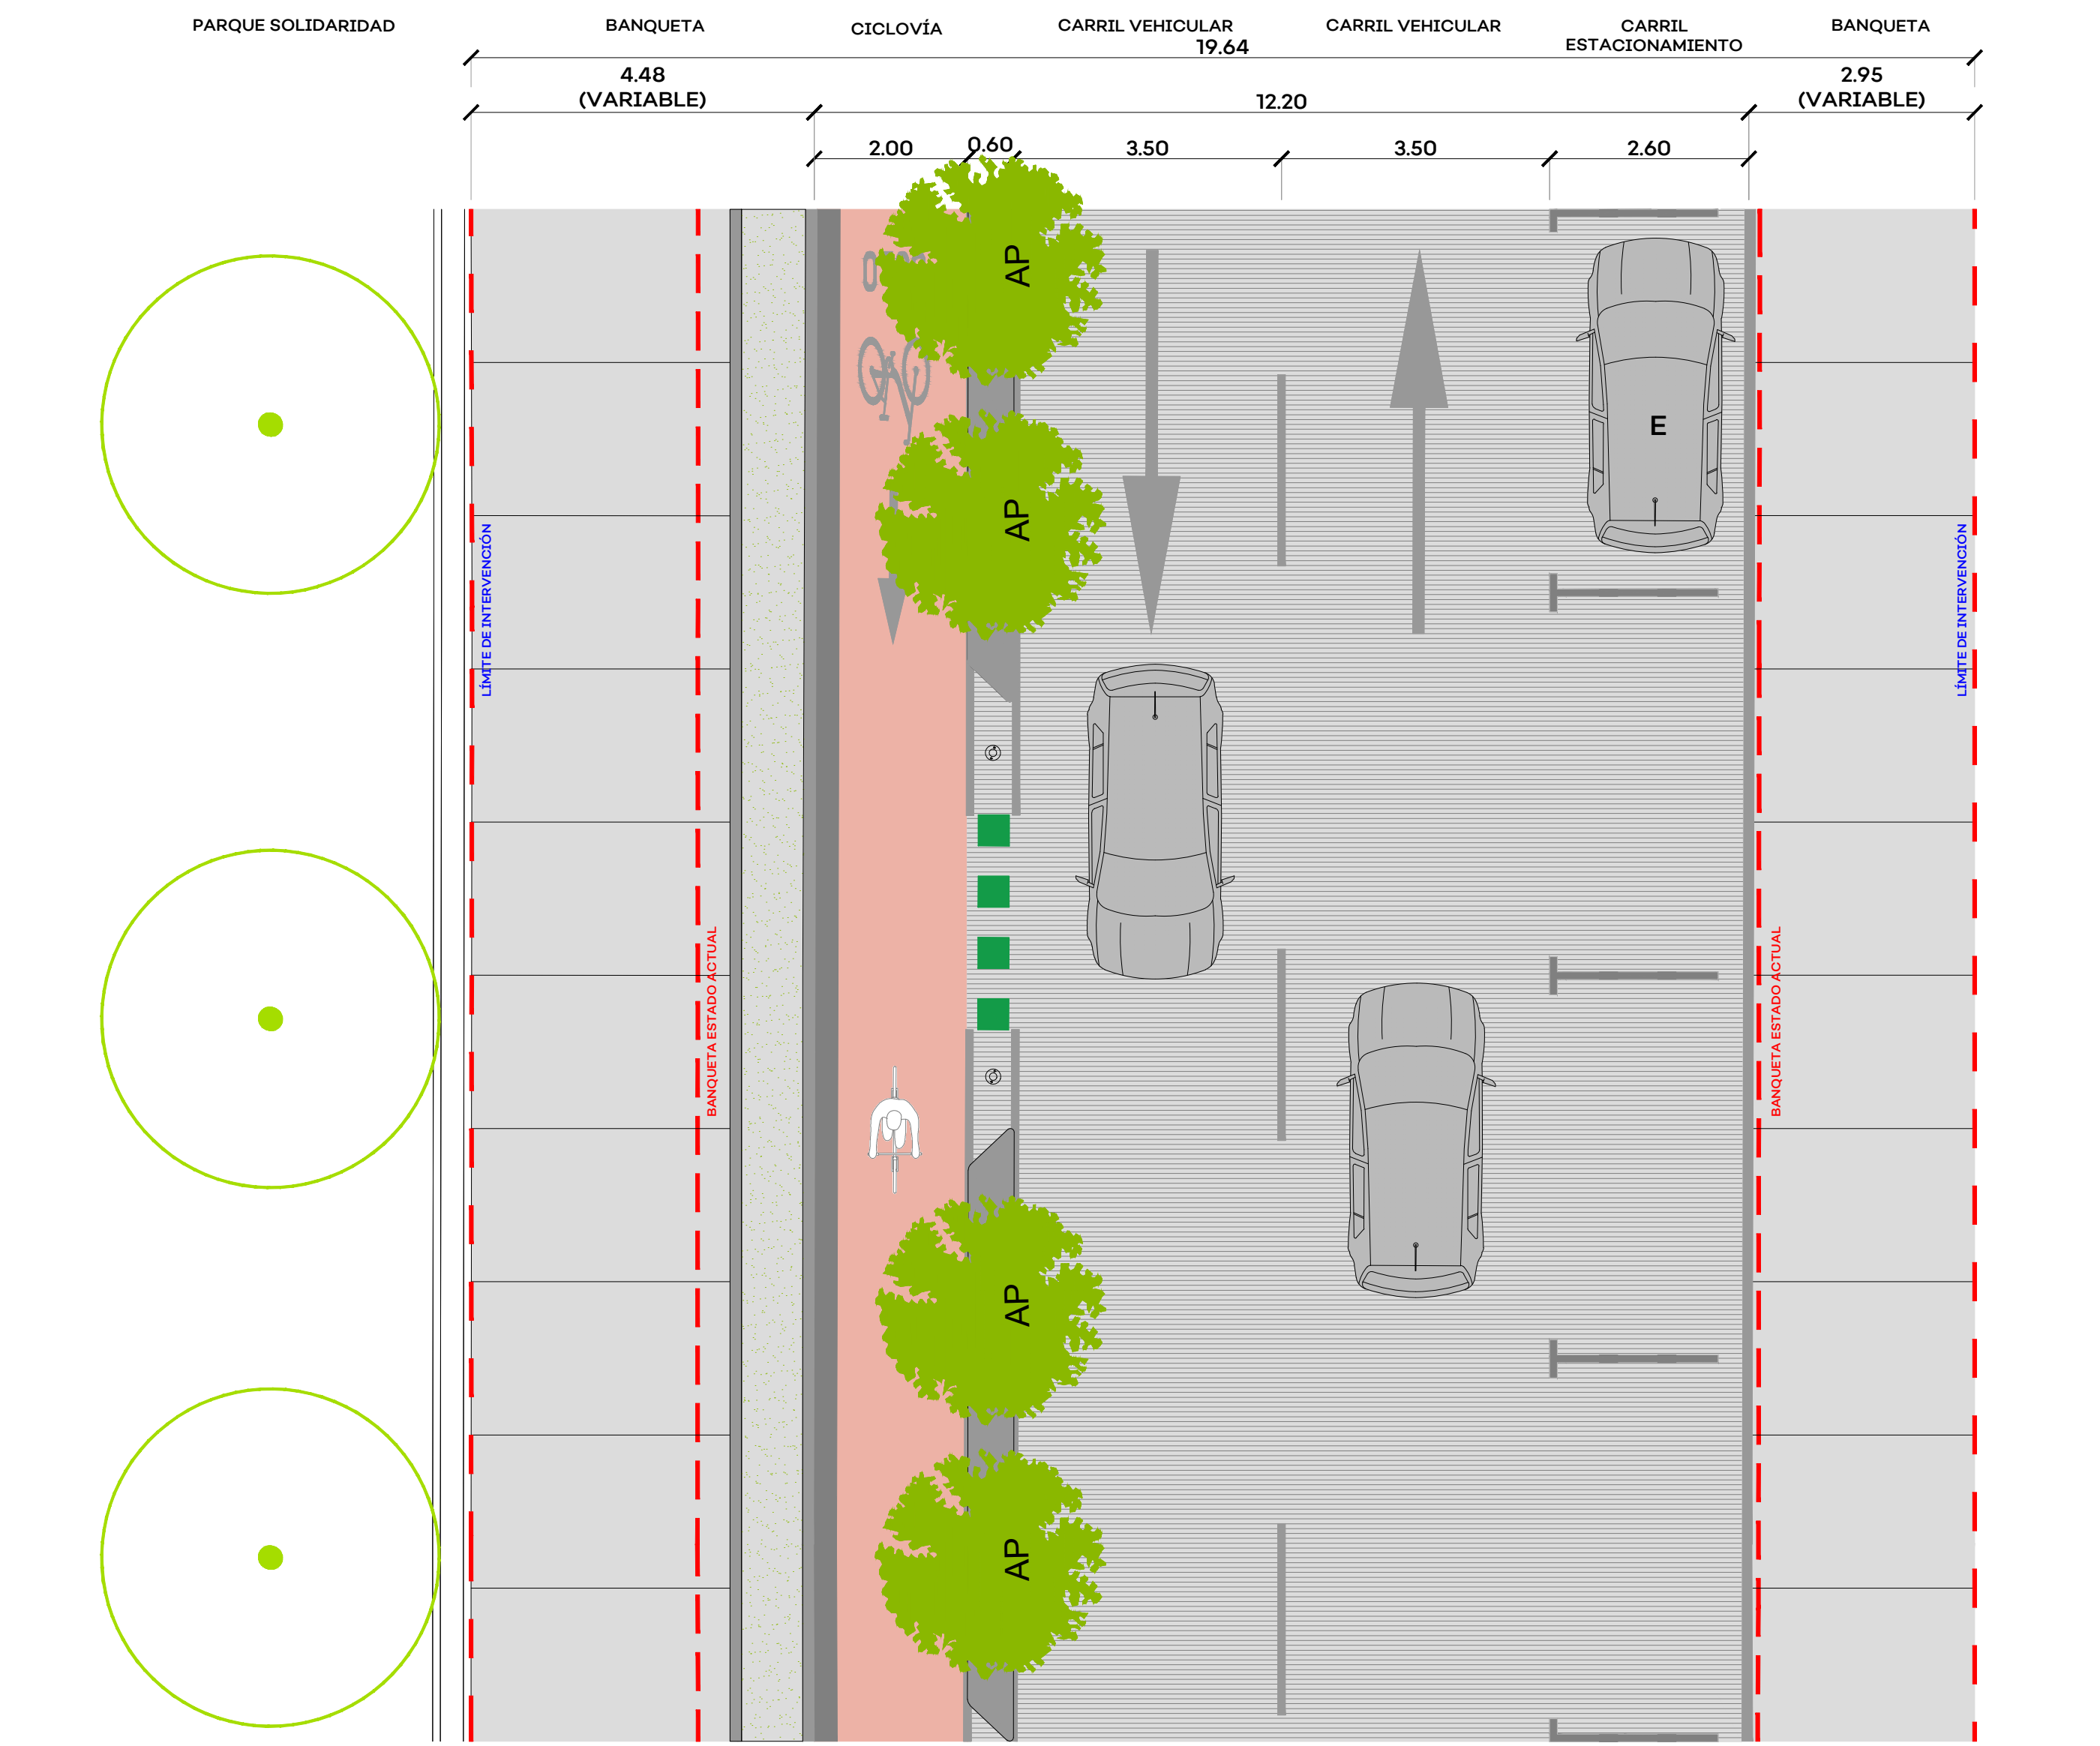 PARQUE SOLIDARIDAD
BANQUETA
CICLOVÍA
CARRIL VEHICULAR
CARRIL VEHICULAR
CARRIL
ESTACIONAMIENTO
BANQUETA
19.64
4.48
(VARIABLE)
12.20
2.95
(VARIABLE)
2.00
0.60
3.50
3.50
2.60
AP
AP
E
LÍMITE DE INTERVENCIÓN
LÍMITE DE INTERVENCIÓN
BANQUETA ESTADO ACTUAL
BANQUETA ESTADO ACTUAL
AP
AP